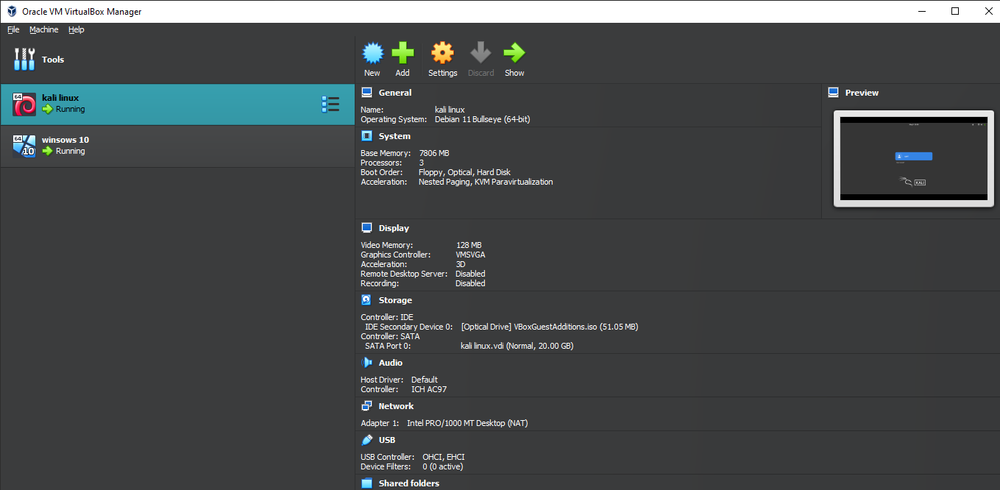 Oracle VM VirtualBox Manager
File Machine Help
Tools
New Add Settings Discard Show
64
kali linux
Running
64
10
winsows 10
Running
General
Name: kali linux
Operating System: Debian 11 Bullseye (64-bit)
System
Base Memory: 7806 MB
Processors: 3
Boot Order: Floppy, Optical, Hard Disk
Acceleration: Nested Paging, KVM Paravirtualization
Preview
KALI
Display
Video Memory: 128 MB
Graphics Controller: VMSVGA
Acceleration: 3D
Remote Desktop Server: Disabled
Recording: Disabled
Storage
Controller: IDE
IDE Secondary Device 0: [Optical Drive] VBoxGuestAdditions.iso (51.05 MB)
Controller: SATA
SATA Port 0: kali linux.vdi (Normal, 20.00 GB)
Audio
Host Driver: Default
Controller: ICH AC97
Network
Adapter 1: Intel PRO/1000 MT Desktop (NAT)
USB
USB Controller: OHCI, EHCI
Device Filters: 0 (0 active)
Shared folders